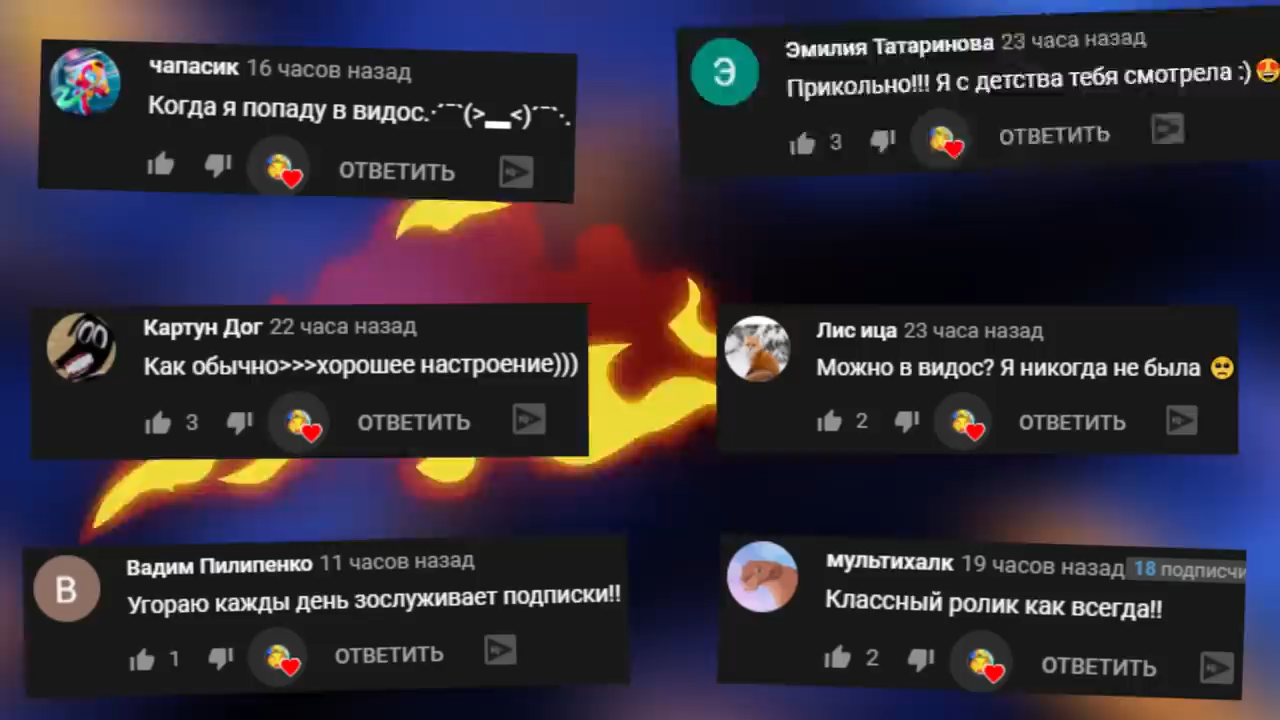 чапасик 16 часов назад
Когда я попаду в видос.·´¯`(>▂<)´¯`·.
ОТВЕТИТЬ
Эмилия Татаринова 23 часа назад
Прикольно!!! Я с детства тебя смотрела :)🤩
3 ОТВЕТИТЬ
Картун Дог 22 часа назад
Как обычно>>>хорошее настроение)))
3 ОТВЕТИТЬ
Лис ица 23 часа назад
Можно в видос? Я никогда не была 🥺
2 ОТВЕТИТЬ
В
Вадим Пилипенко 11 часов назад
Угораю кажды день зослуживает подписки!!
1 ОТВЕТИТЬ
мультихалк 19 часов назад 18 подписчи
Классный ролик как всегда!!
2 ОТВЕТИТЬ
Э